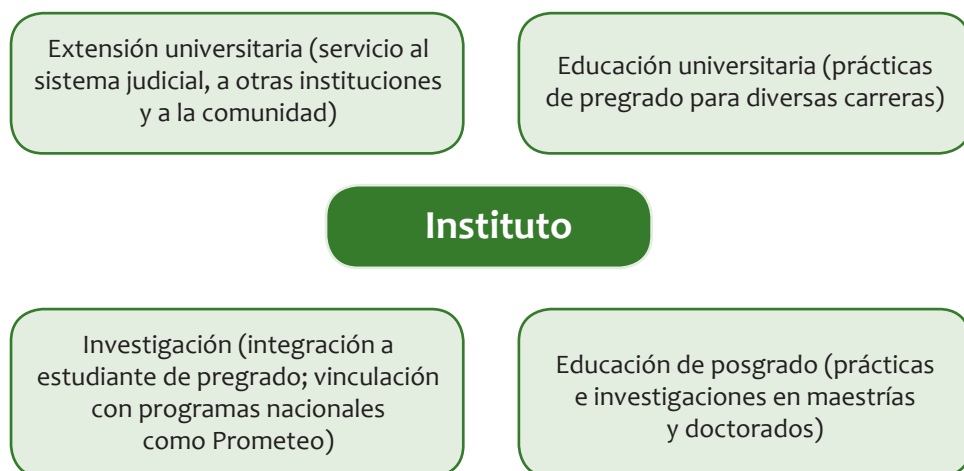 Extensión universitaria (servicio al
sistema judicial, a otras instituciones
y a la comunidad)
Educación universitaria (prácticas
de pregrado para diversas carreras)
Instituto
Investigación (integración a
estudiante de pregrado; vinculación
con programas nacionales
como Prometeo)
Educación de posgrado (prácticas
e investigaciones en maestrías
y doctorados)